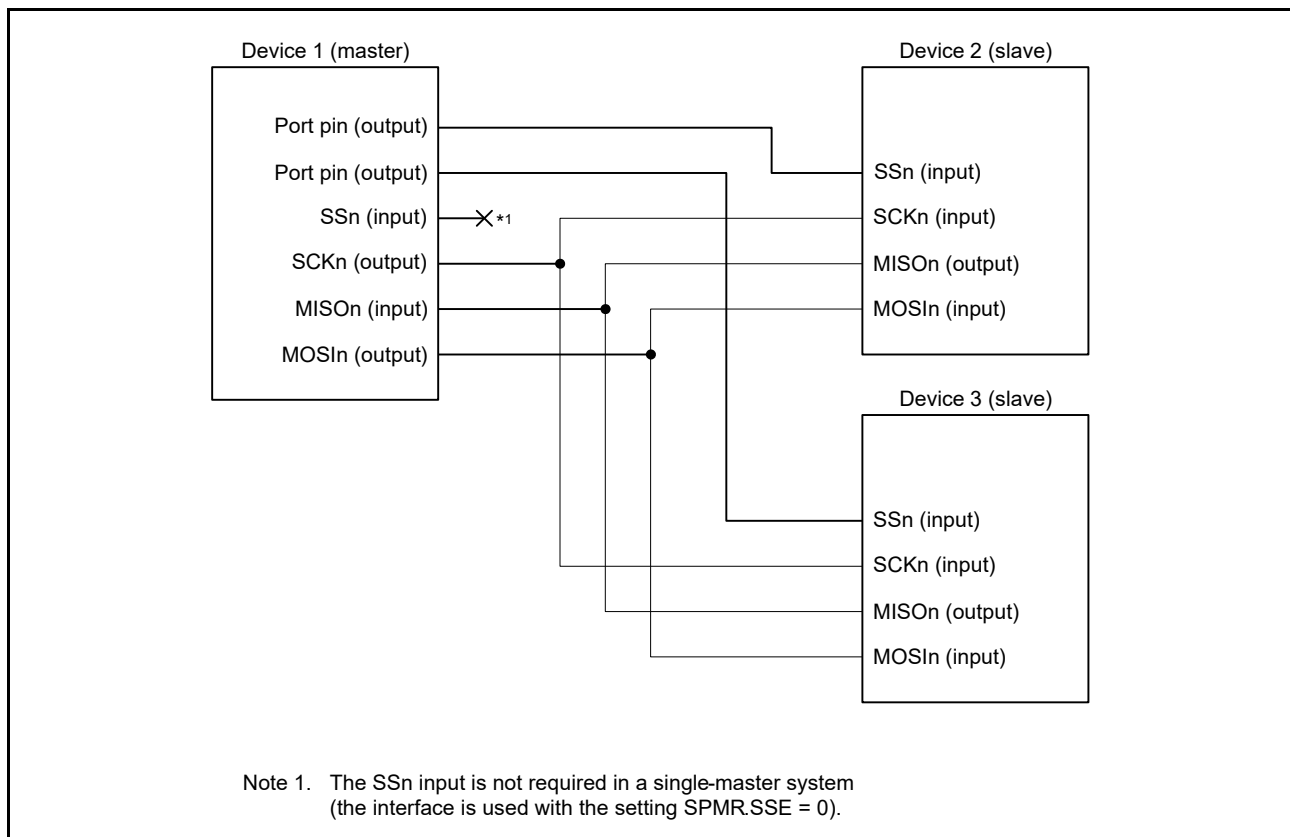 Device 1 (master)
Port pin (output)
Port pin (output)
SSn (input)
*1
SCKn (output)
MISOn (input)
MOSIn (output)
Device 2 (slave)
SSn (input)
SCKn (input)
MISOn (output)
MOSIn (input)
Device 3 (slave)
SSn (input)
SCKn (input)
MISOn (output)
MOSIn (input)
Note 1. The SSn input is not required in a single-master system
(the interface is used with the setting SPMR.SSE = 0).